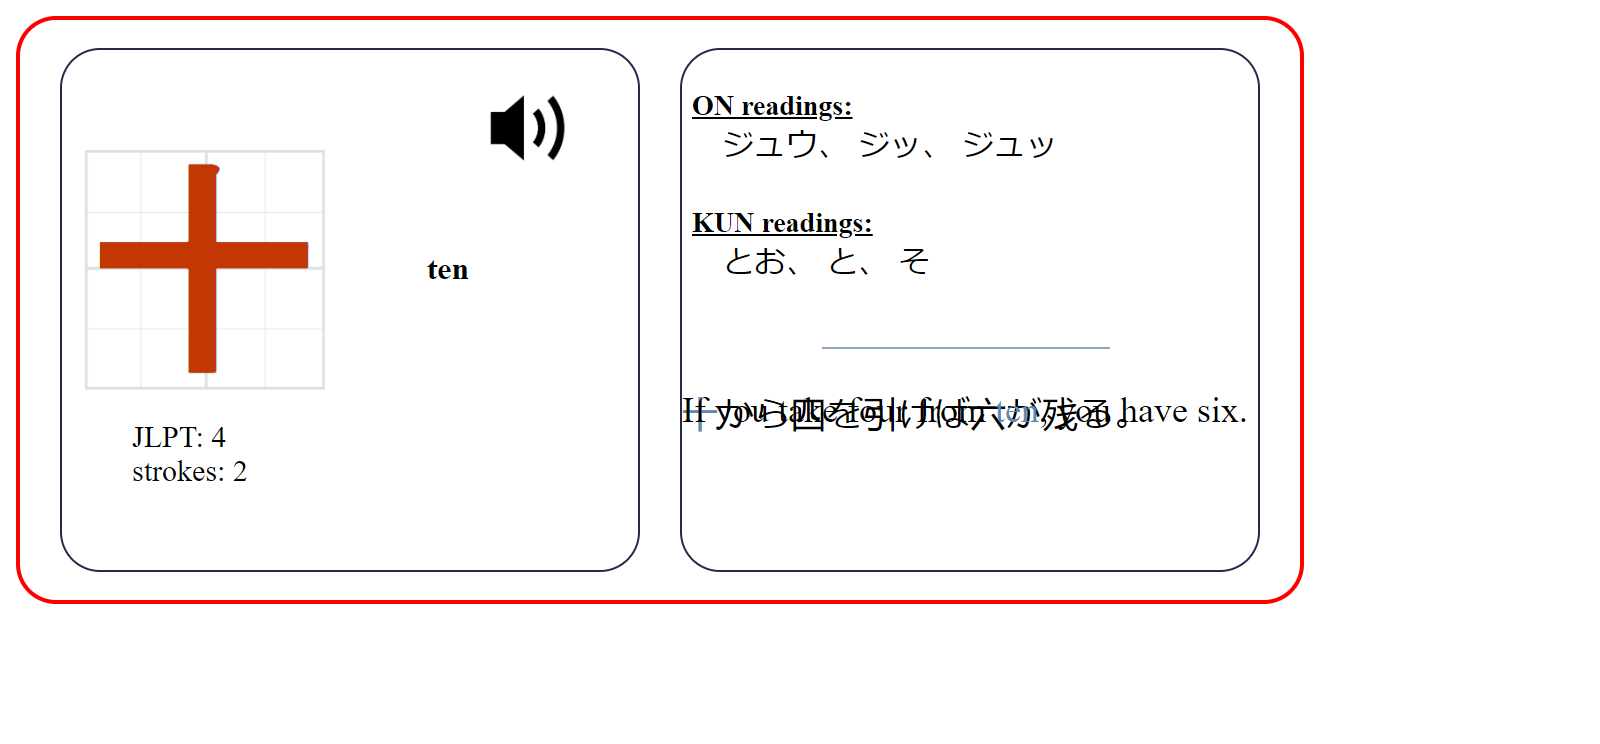 十
ten
JLPT: 4
strokes: 2
ON readings:
ジュウ、 ジッ、 ジュッ
KUN readings:
とお、 と、 そ
十から四を引けば六が残る。
If you take four from ten, you have six.